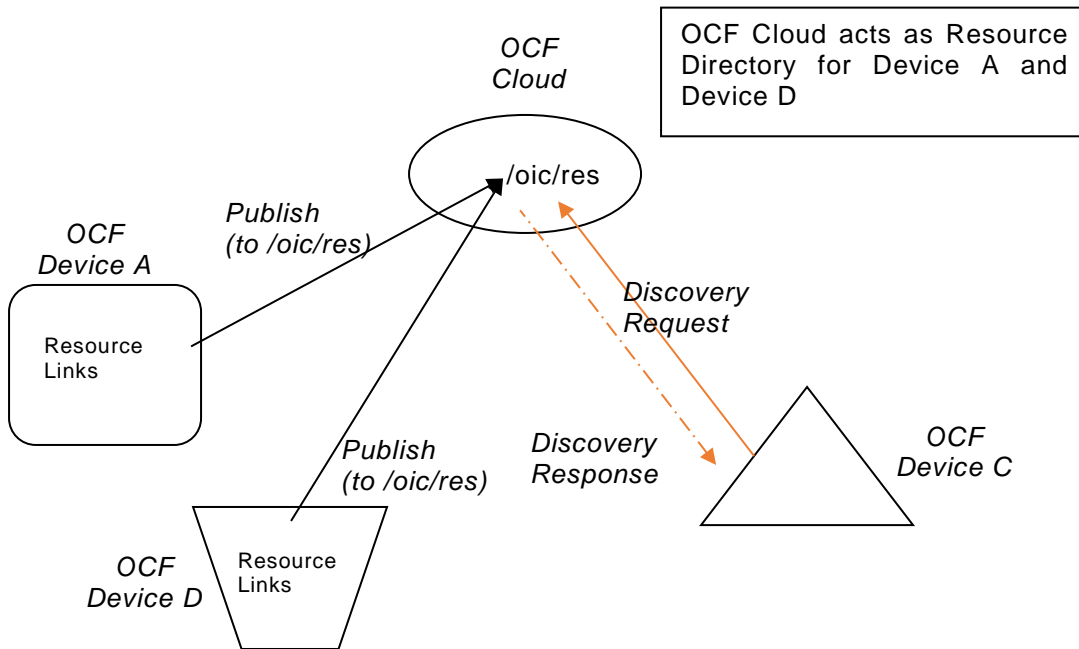 OCF
Cloud
OCF Cloud acts as Resource
Directory for Device A and
Device D
/oic/res
Publish
(to /oic/res)
OCF
Device A
Resource
Links
Discovery
Request
Publish
(to /oic/res)
Discovery
Response
OCF
Device C
OCF
Device D
Resource
Links